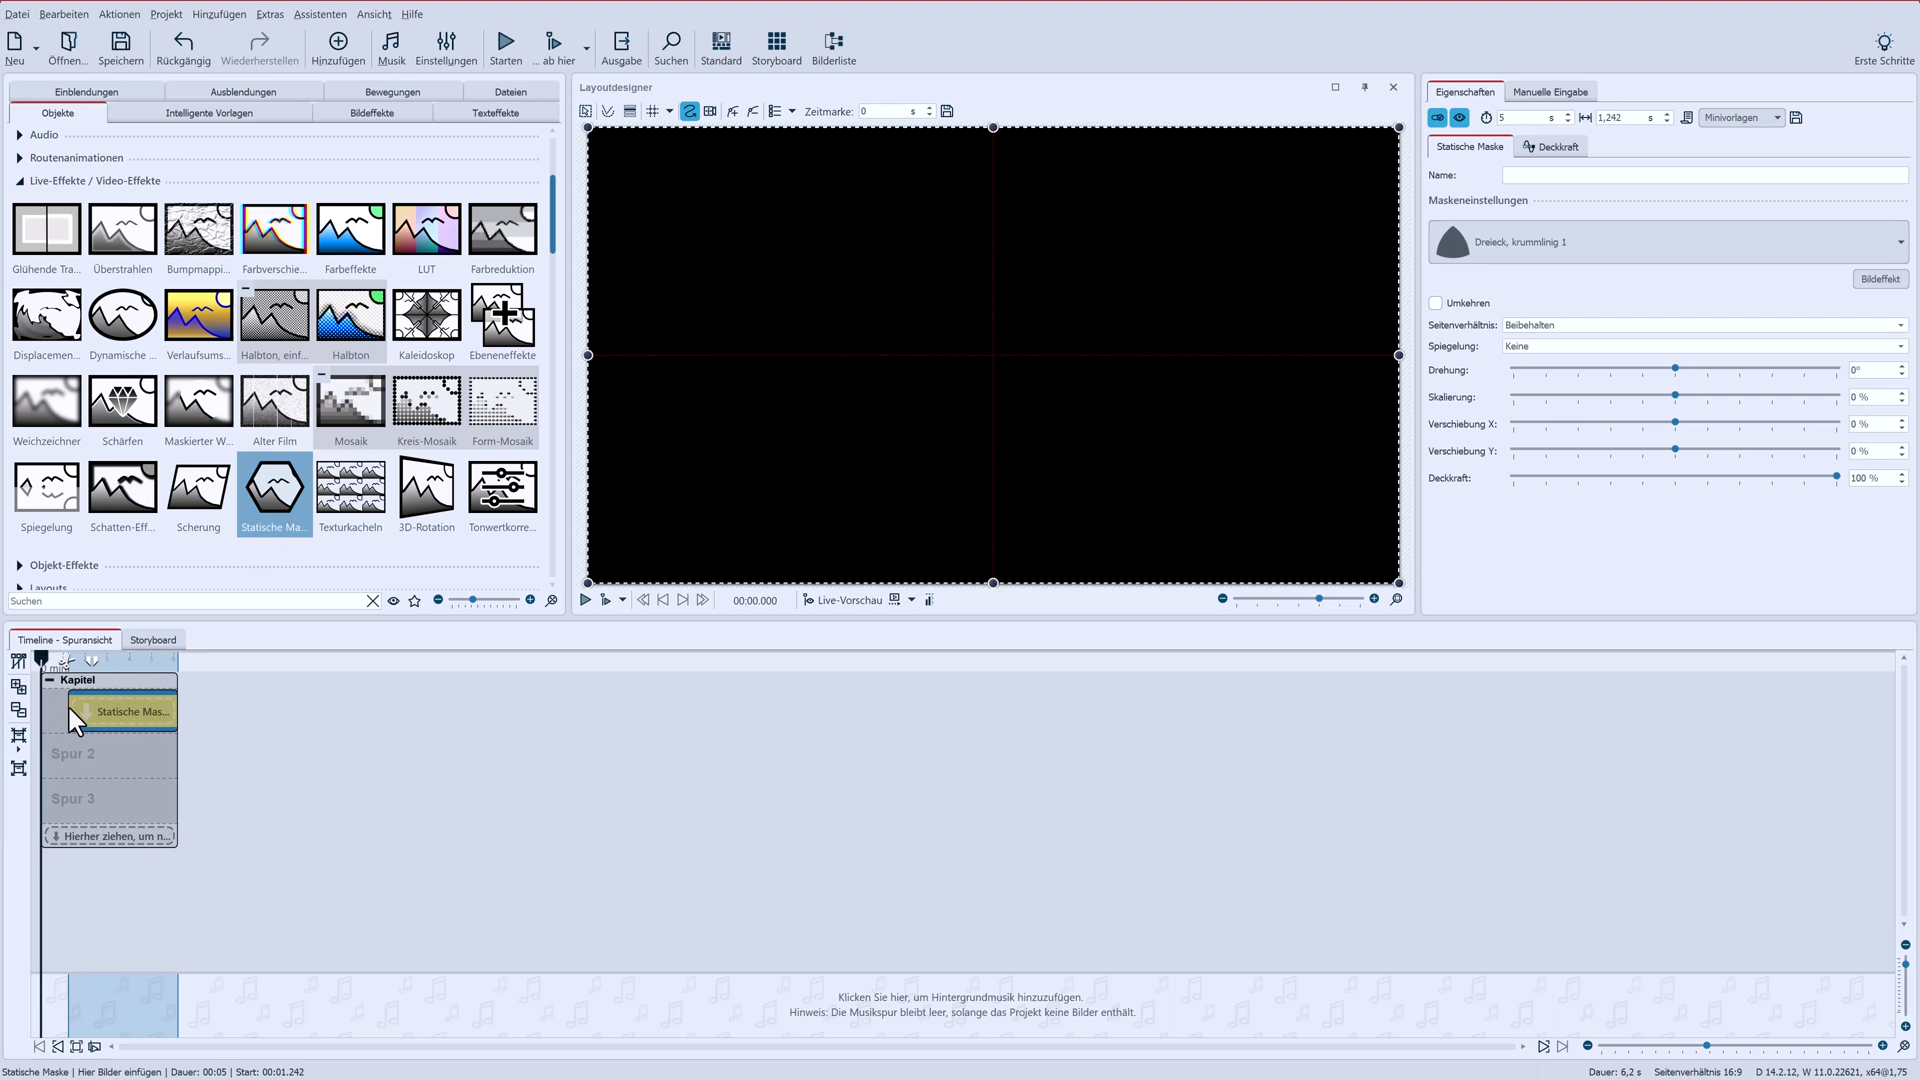 Datei Bearbeiten Aktionen Projekt Hinzufügen Extras Assistenten Ansicht Hilfe
Neu Öffnen... Speichern Rückgängig Wiederherstellen Hinzufügen Musik Einstellungen Starten ... ab hier Ausgabe Suchen Standard Storyboard Bilderliste Erste Schritte
Einblendungen Ausblendungen Bewegungen Dateien
Objekte Intelligente Vorlagen Bildeffekte Texteffekte
Audio
Routenanimationen
Live-Effekte / Video-Effekte
Glühende Tra... Überstrahlen Bumpmappi... Farbverschie... Farbeffekte LUT Farbreduktion
Displacemen... Dynamische ... Verlaufsums... Halbton, einf... Halbton Kaleidoskop Ebeneneffekte
Weichzeichner Schärfen Maskierter W... Alter Film Mosaik Kreis-Mosaik Form-Mosaik
Spiegelung Schatten-Eff... Scherung Statische Ma... Texturkacheln 3D-Rotation Tonwertkorre...
Objekt-Effekte
Layouts
Suchen
Layoutdesigner
Zeitmarke: 0 s
00:00.000 Live-Vorschau
Eigenschaften Manuelle Eingabe
5 s 1,242 s Minivorlagen
Statische Maske Deckkraft
Name:
Maskeneinstellungen
Dreieck, krummlinig 1
Bildeffekt
Umkehren
Seitenverhältnis: Beibehalten
Spiegelung: Keine
Drehung: 0°
Skalierung: 0 %
Verschiebung X: 0 %
Verschiebung Y: 0 %
Deckkraft: 100 %
Timeline - Spuransicht Storyboard
Kapitel
Statische Mas...
Spur 2
Spur 3
Hierher ziehen, um n...
Klicken Sie hier, um Hintergrundmusik hinzuzufügen.
Hinweis: Die Musikspur bleibt leer, solange das Projekt keine Bilder enthält.
Statische Maske | Hier Bilder einfügen | Dauer: 00:05 | Start: 00:01.242 Dauer: 6,2 s Seitenverhältnis 16:9 D 14.2.12, W 11.0.22621, x64@1,75